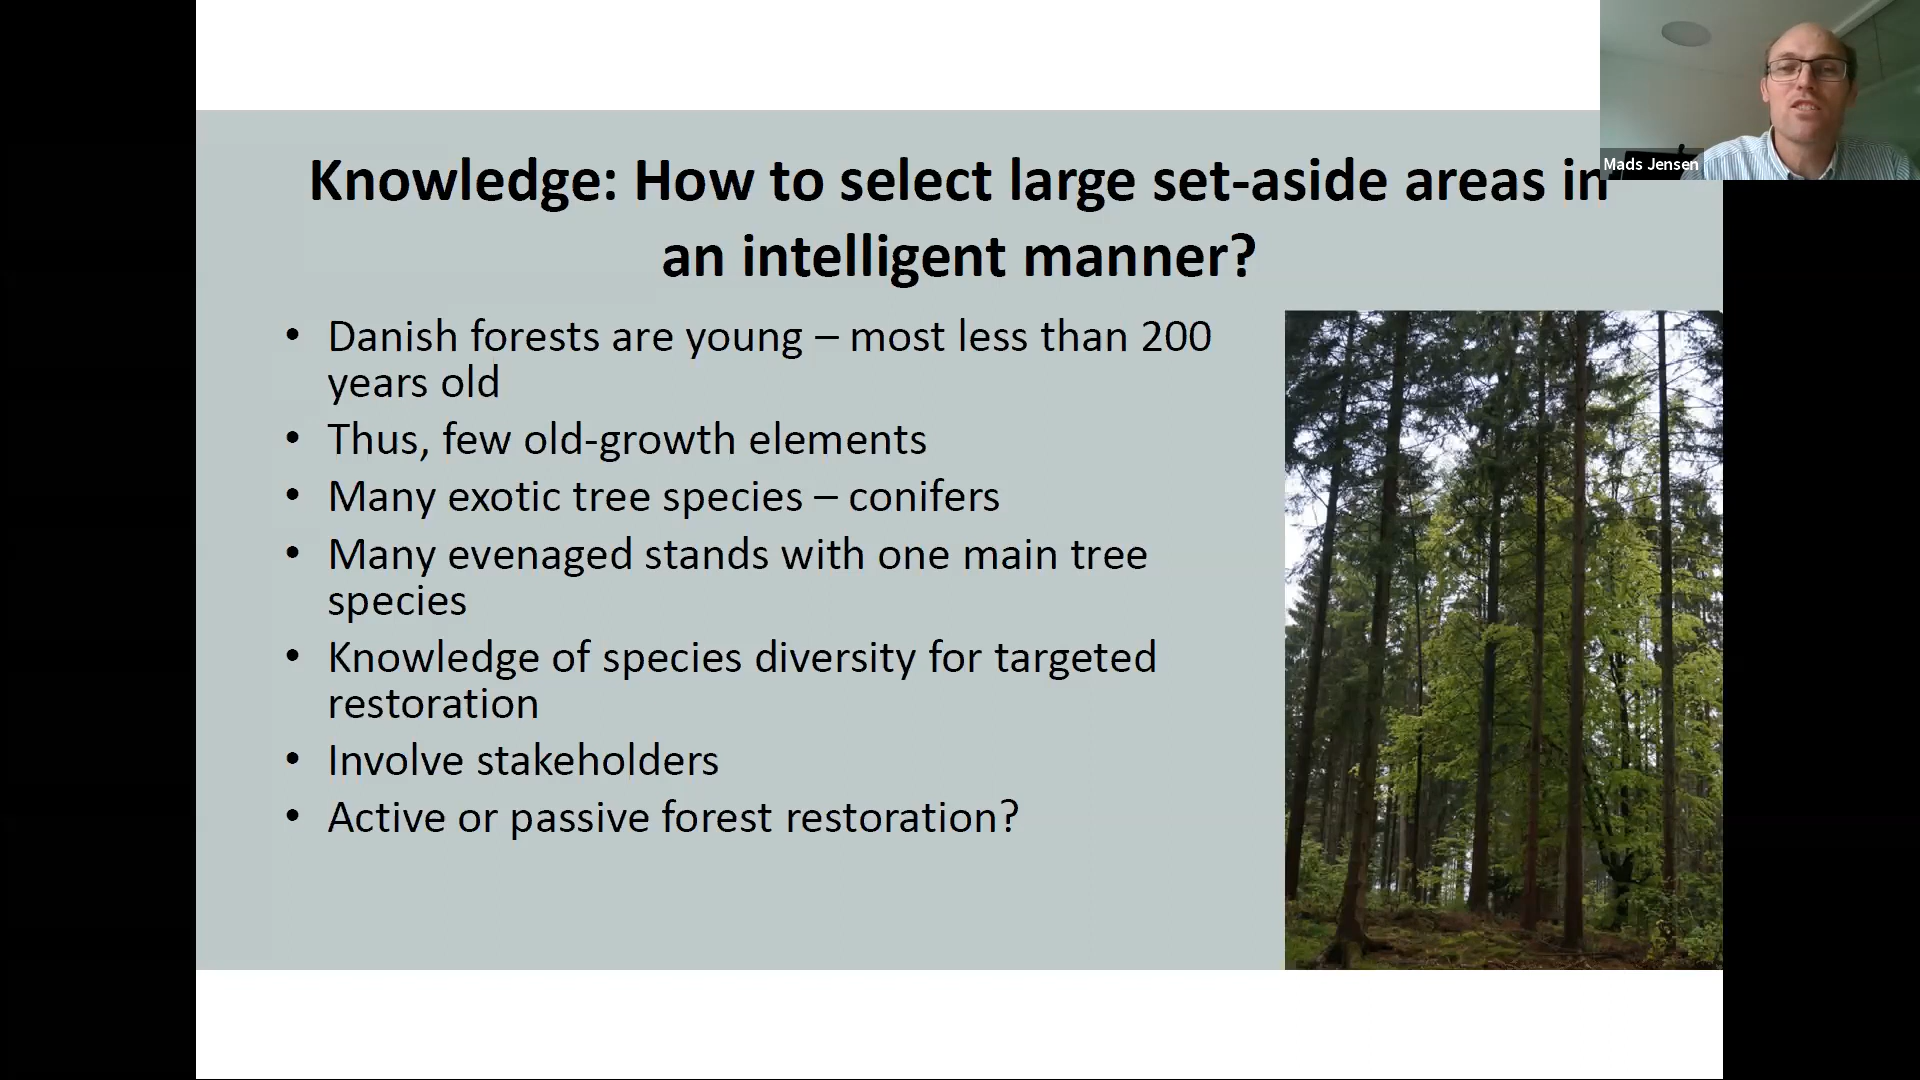 Knowledge: How to select large set-aside areas in
an intelligent manner?
• Danish forests are young – most less than 200
years old
• Thus, few old-growth elements
• Many exotic tree species – conifers
• Many evenaged stands with one main tree
species
• Knowledge of species diversity for targeted
restoration
• Involve stakeholders
• Active or passive forest restoration?
Mads Jensen